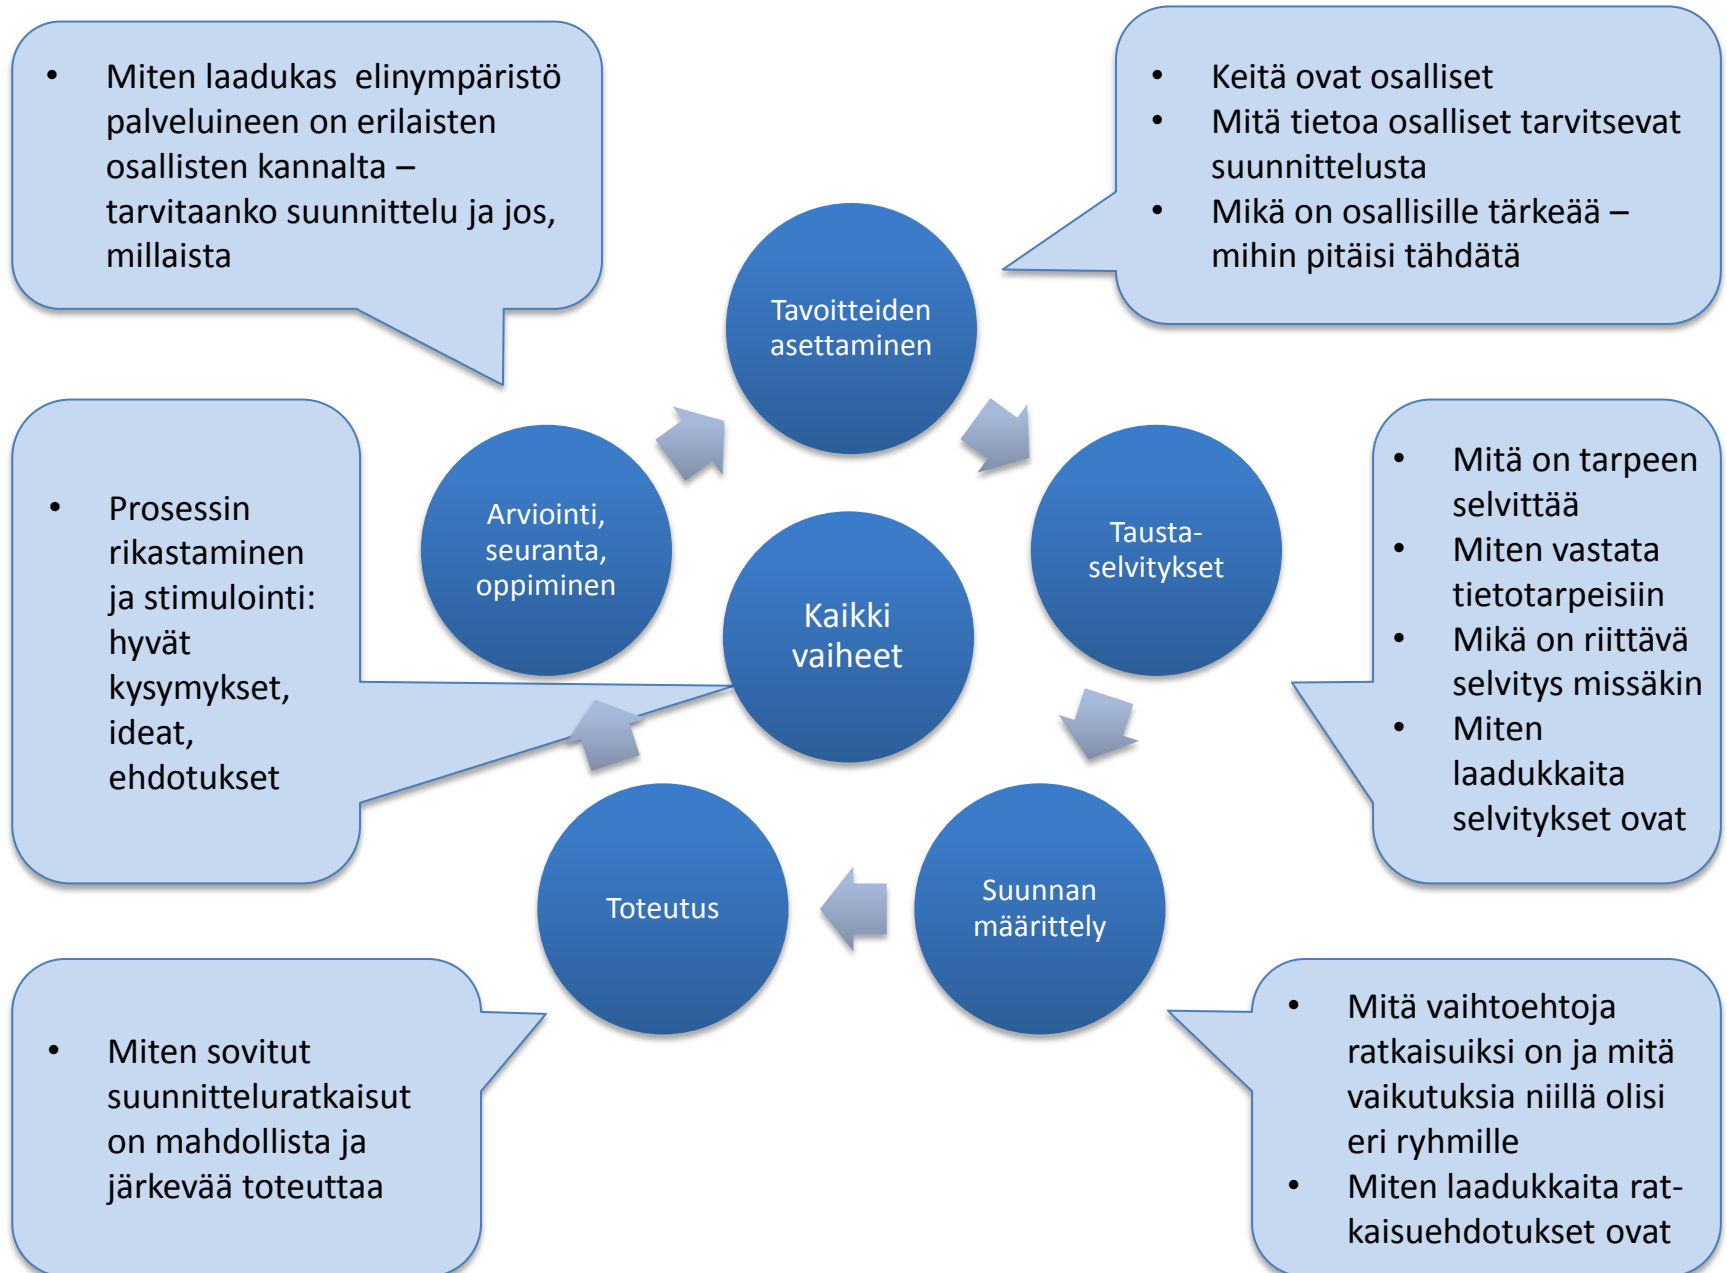 • Miten laadukas elinympäristö
palveluineen on erilaisten
osallisten kannalta –
tarvitaanko suunnittelu ja jos,
millaista
• Keitä ovat osalliset
• Mitä tietoa osalliset tarvitsevat
suunnittelusta
• Mikä on osallisille tärkeää –
mihin pitäisi tähdätä
Tavoitteiden
asettaminen
• Prosessin
rikastaminen
ja stimulointi:
hyvät
kysymykset,
ideat,
ehdotukset
Arviointi,
seuranta,
oppiminen
Kaikki
vaiheet
Tausta-
selvitykset
• Mitä on tarpeen
selvittää
• Miten vastata
tietotarpeisiin
• Mikä on riittävä
selvitys missäkin
• Miten
laadukkaita
selvitykset ovat
Toteutus
Suunnan
määrittely
• Miten sovitut
suunnitteluratkaisut
on mahdollista ja
järkevää toteuttaa
• Mitä vaihtoehtoja
ratkaisuiksi on ja mitä
vaikutuksia niillä olisi
eri ryhmille
• Miten laadukkaita rat-
kaisuehdotukset ovat